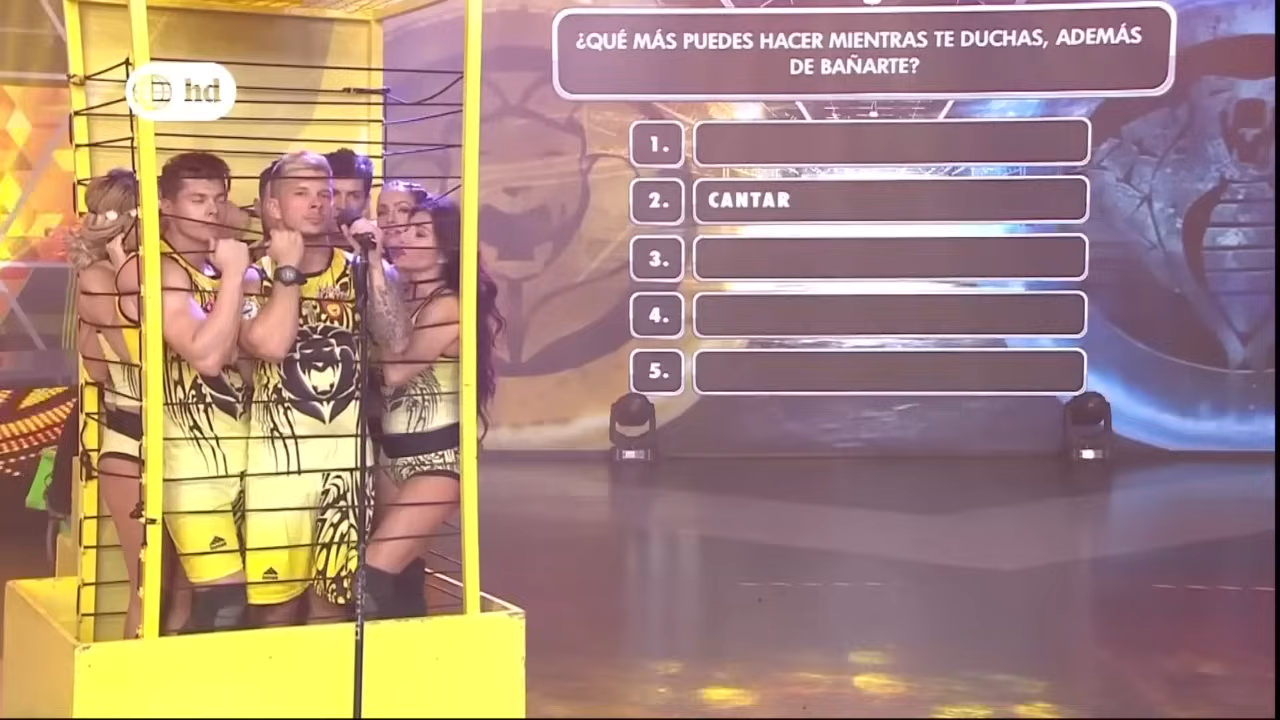 hd
¿QUÉ MÁS PUEDES HACER MIENTRAS TE DUCHAS, ADEMÁS
DE BAÑARTE?
1.
2. CANTAR
3.
4.
5.